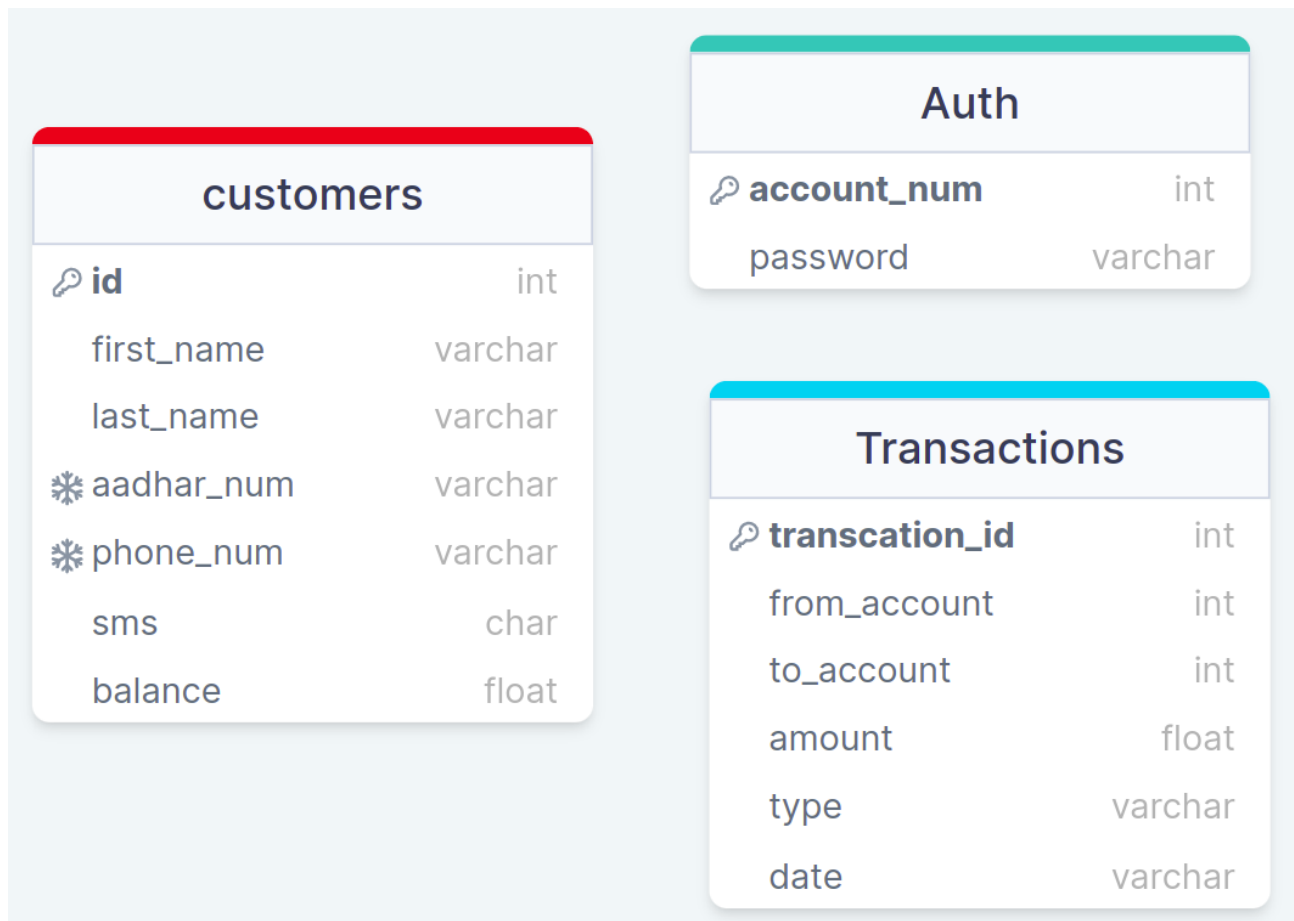 customers
id int
first_name varchar
last_name varchar
aadhar_num varchar
phone_num varchar
sms char
balance float
Auth
account_num int
password varchar
Transactions
transcation_id int
from_account int
to_account int
amount float
type varchar
date varchar